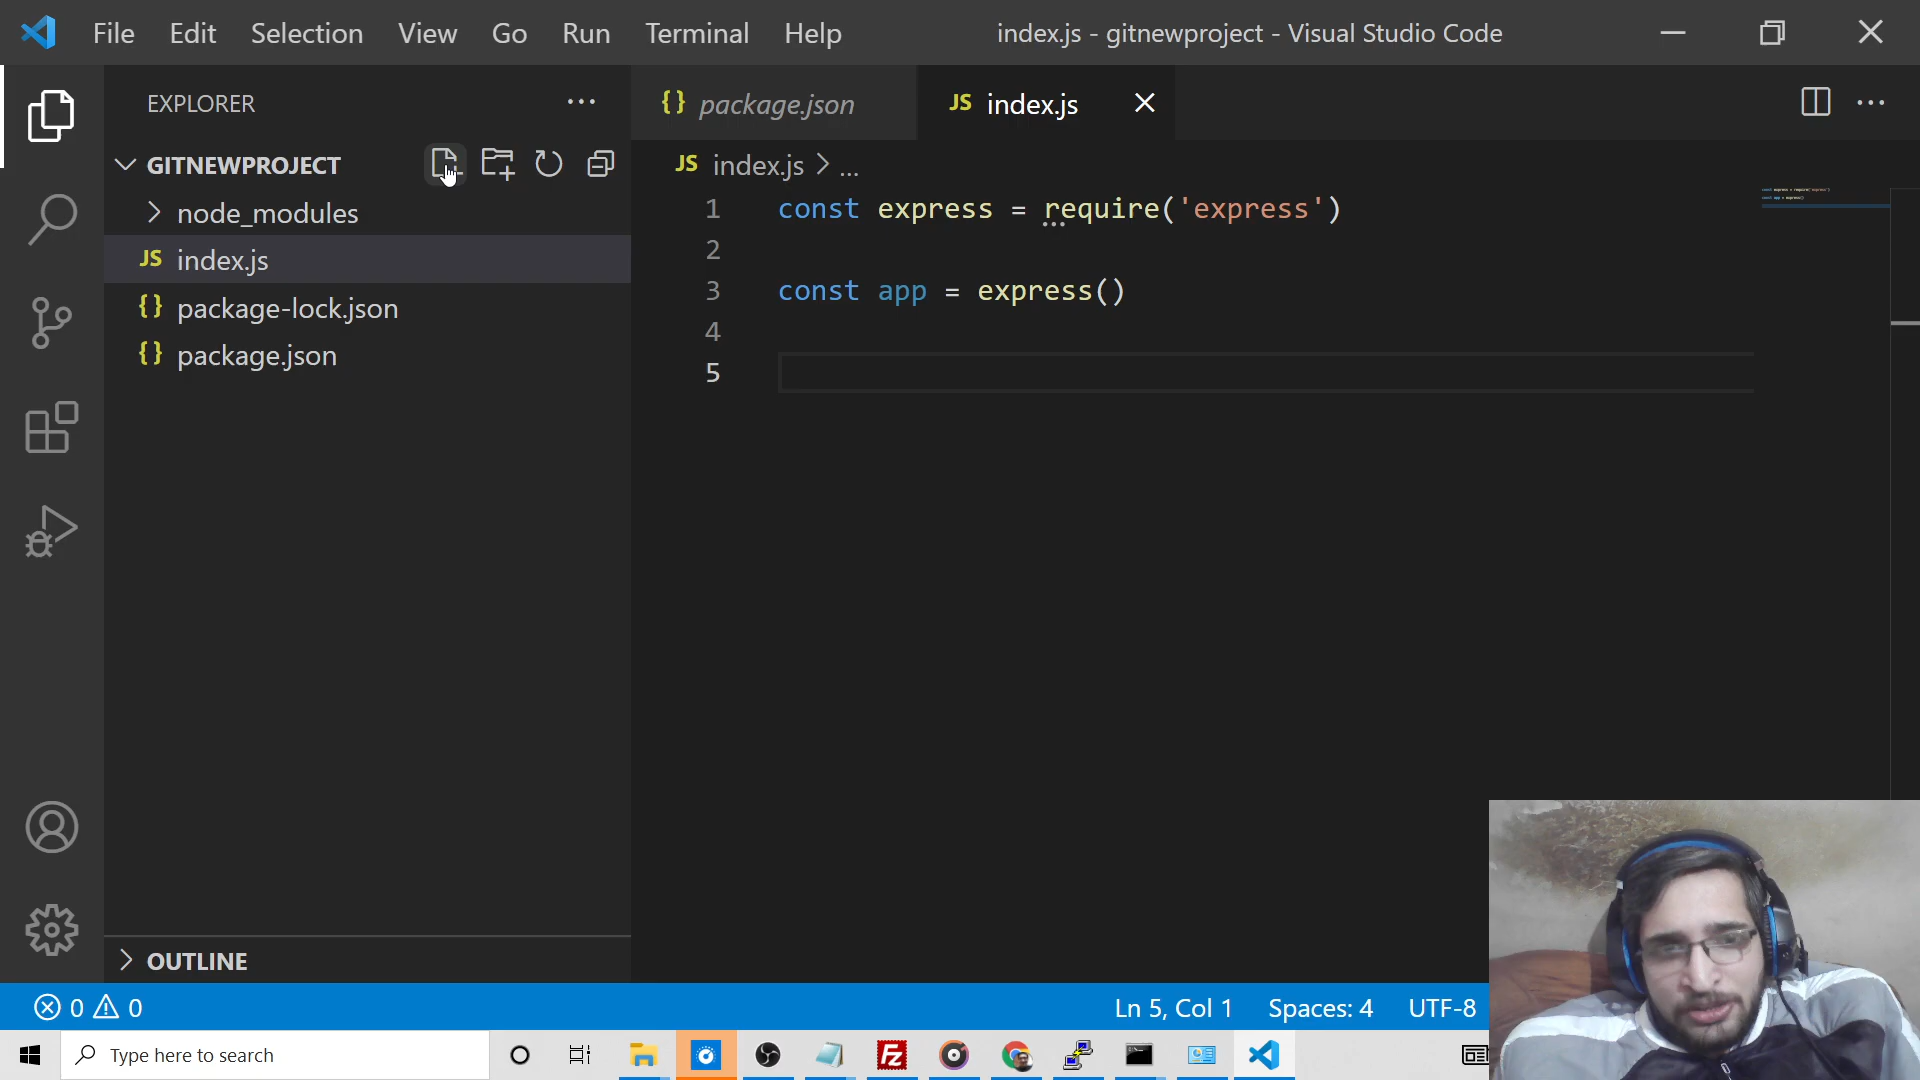 File Edit Selection View Go Run Terminal Help index.js - gitnewproject - Visual Studio Code
EXPLORER
{} package.json JS index.js
GITNEWPROJECT
JS index.js > ...
node_modules
JS index.js
{} package-lock.json
{} package.json
1 const express = require('express')
2
3 const app = express()
4
5
OUTLINE
0 0 Ln 5, Col 1 Spaces: 4 UTF-8
Type here to search